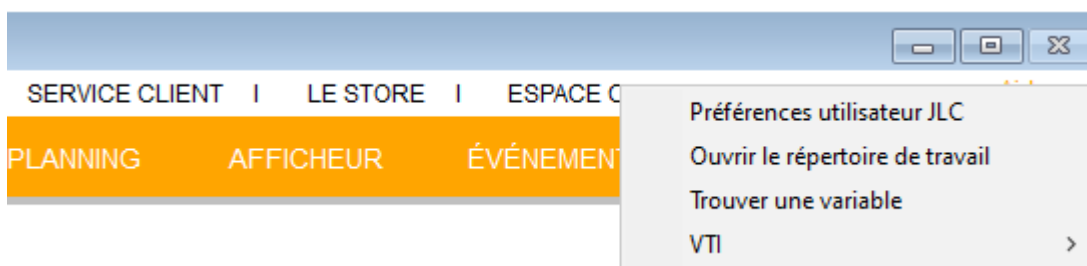 SERVICE CLIENT I LE STORE I ESPACE C
PLANNING AFFICHEUR ÉVÉNEMEN
Préférences utilisateur JLC
Ouvrir le répertoire de travail
Trouver une variable
VTI